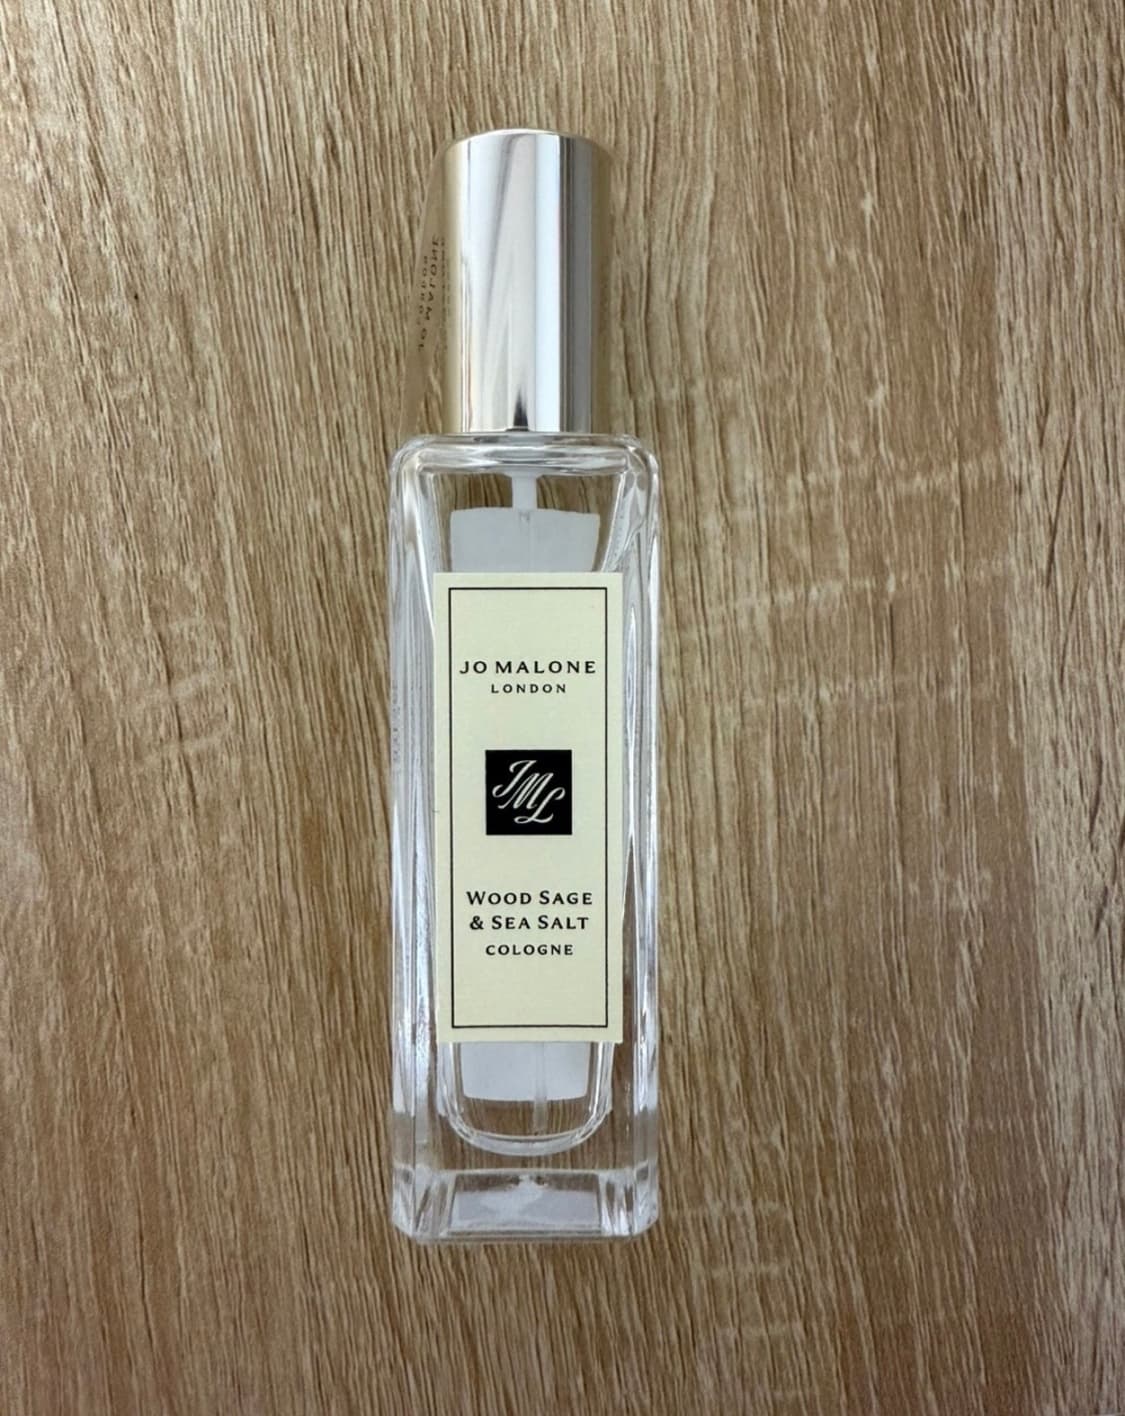 JO MALONE
LONDON
JML
WOOD SAGE
& SEA SALT
COLOGNE